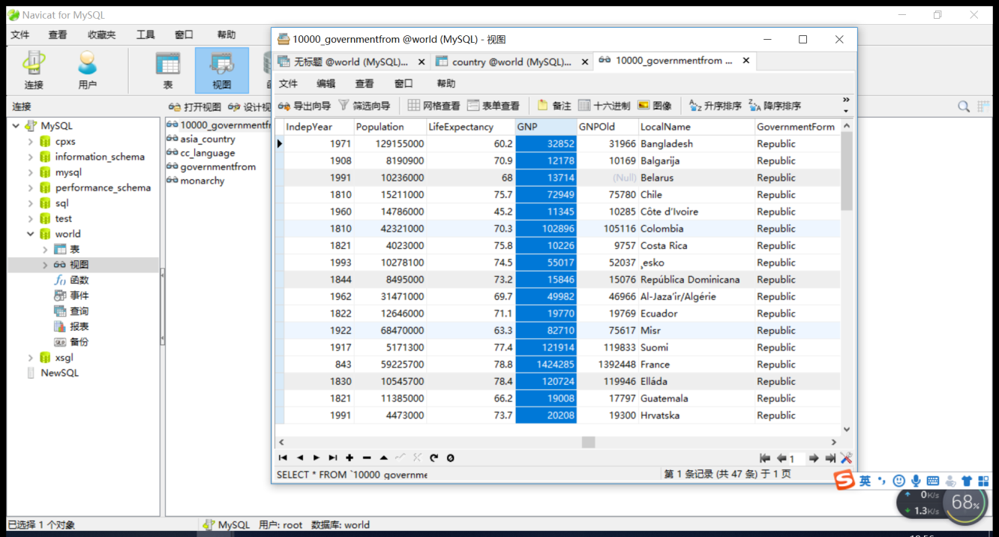 Navicat for MySQL
文件 查看 收藏夹 工具 窗口 帮助
连接 用户 表 视图
连接 打开视图 设计视
MySQL
cpxs
information_schema
mysql
performance_schema
sql
test
world
表
视图
函数
事件
查询
报表
备份
xsgl
NewSQL
10000_governmentfr
asia_country
cc_language
governmentfrom
monarchy
10000_governmentfrom @world (MySQL) - 视图
无标题 @world (MySQL)... country @world (MySQL)... 10000_governmentfrom ...
文件 编辑 查看 窗口 帮助
导出向导 筛选向导 网格查看 表单查看 备注 十六进制 图像 升序排序 降序排序
IndepYear Population LifeExpectancy GNP GNPOld LocalName GovernmentForm
1971 129155000 60.2 32852 31966 Bangladesh Republic
1908 8190900 70.9 12178 10169 Balgarija Republic
1991 10236000 68 13714 (Null) Belarus Republic
1810 15211000 75.7 72949 75780 Chile Republic
1960 14786000 45.2 11345 10285 Côte d'Ivoire Republic
1810 42321000 70.3 102896 105116 Colombia Republic
1821 4023000 75.8 10226 9757 Costa Rica Republic
1993 10278100 74.5 55017 52037 ¸esko Republic
1844 8495000 73.2 15846 15076 República Dominicana Republic
1962 31471000 69.7 49982 46966 Al-Jaza'ir/Algérie Republic
1822 12646000 71.1 19770 19769 Ecuador Republic
1922 68470000 63.3 82710 75617 Misr Republic
1917 5171300 77.4 121914 119833 Suomi Republic
843 59225700 78.8 1424285 1392448 France Republic
1830 10545700 78.4 120724 119946 Elláda Republic
1821 11385000 66.2 19008 17797 Guatemala Republic
1991 4473000 73.7 20208 19300 Hrvatska Republic
1
SELECT * FROM `10000_governme 第 1 条记录 (共 47 条) 于 1 页
S 英
0K/s
1.3K/s
68%
已选择 1 个对象 MySQL 用户: root 数据库: world